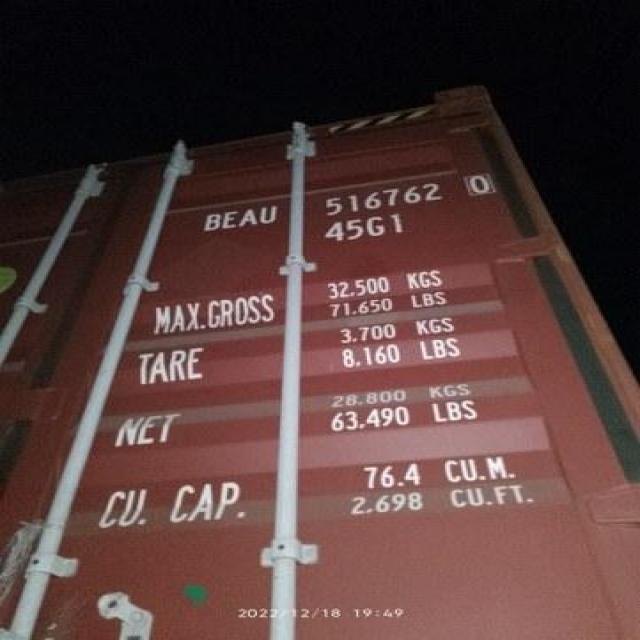 BEAU 516762 0
45G1
MAX.GROSS 32.500 KGS
71.650 LBS
TARE 3.700 KGS
8.160 LBS
NET 28.800 KGS
63.490 LBS
CU. CAP. 76.4 CU.M.
2.698 CU.FT.
2022/12/18 19:49